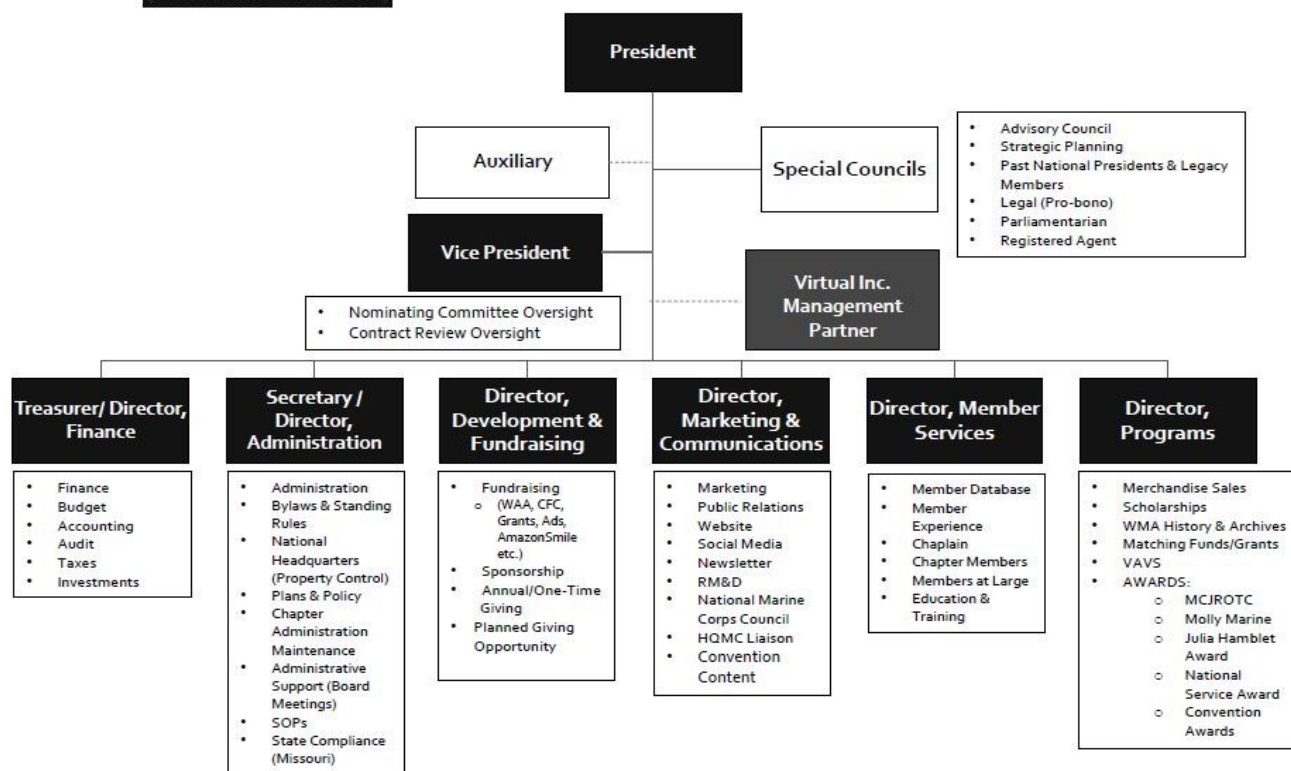 President
Auxiliary
Special Councils
• Advisory Council
• Strategic Planning
• Past National Presidents & Legacy
Members
• Legal (Pro-bono)
• Parliamentarian
• Registered Agent
Vice President
• Nominating Committee Oversight
• Contract Review Oversight
Virtual Inc.
Management
Partner
Treasurer/ Director,
Finance
• Finance
• Budget
• Accounting
• Audit
• Taxes
• Investments
Secretary /
Director,
Administration
• Administration
• Bylaws & Standing
Rules
• National
Headquarters
(Property Control)
• Plans & Policy
• Chapter
Administration
Maintenance
• Administrative
Support (Board
Meetings)
• SOPs
• State Compliance
(Missouri)
Director,
Development &
Fundraising
• Fundraising
o (WAA, CFC,
Grants, Ads,
AmazonSmile
etc.)
• Sponsorship
• Annual/One-Time
Giving
• Planned Giving
Opportunity
Director,
Marketing &
Communications
• Marketing
• Public Relations
• Website
• Social Media
• Newsletter
• RM&D
• National Marine
Corps Council
• HQMC Liaison
• Convention
Content
Director, Member
Services
• Member Database
• Member
Experience
• Chaplain
• Chapter Members
• Members at Large
• Education &
Training
Director,
Programs
• Merchandise Sales
• Scholarships
• WMA History & Archives
• Matching Funds/Grants
• VAVS
• AWARDS:
o MCJROTC
o Molly Marine
o Julia Hamblet
Award
o National
Service Award
o Convention
Awards